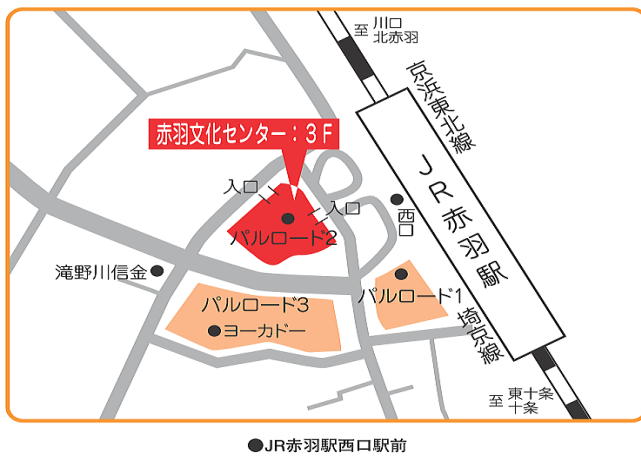 至
川口
北赤羽
京浜東北線
赤羽文化センター：３Ｆ
JR赤羽駅
入口
入口
西口
パルロード2
滝野川信金
パルロード1
パルロード3
ヨーカドー
埼京線
至
東十条
十条
●JR赤羽駅西口駅前